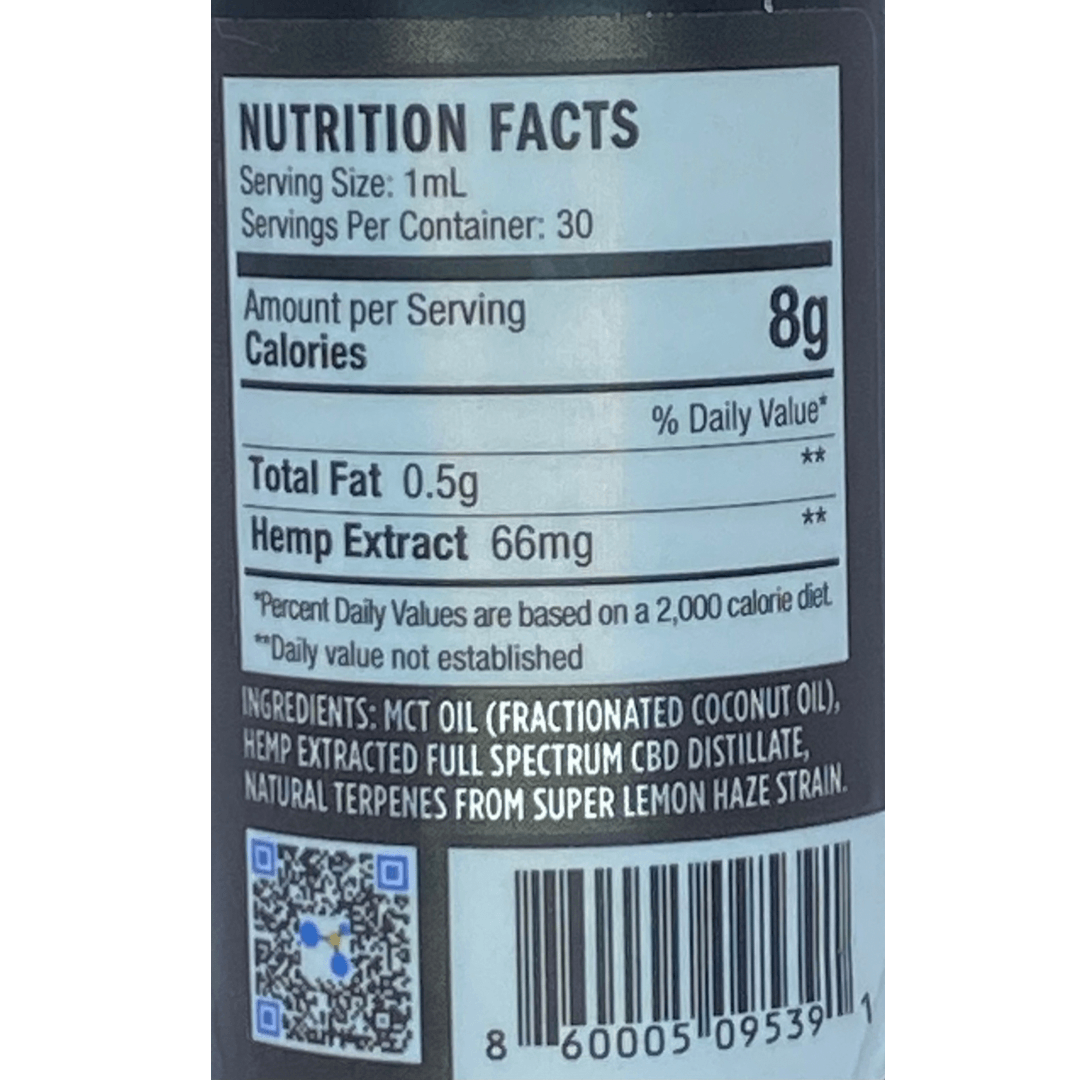 NUTRITION FACTS
Serving Size: 1mL
Servings Per Container: 30
Amount per Serving
Calories 8g
% Daily Value*
Total Fat 0.5g **
Hemp Extract 66mg **
*Percent Daily Values are based on a 2,000 calorie diet.
**Daily value not established
INGREDIENTS: MCT OIL (FRACTIONATED COCONUT OIL),
HEMP EXTRACTED FULL SPECTRUM CBD DISTILLATE,
NATURAL TERPENES FROM SUPER LEMON HAZE STRAIN.
8 60005 09539 1